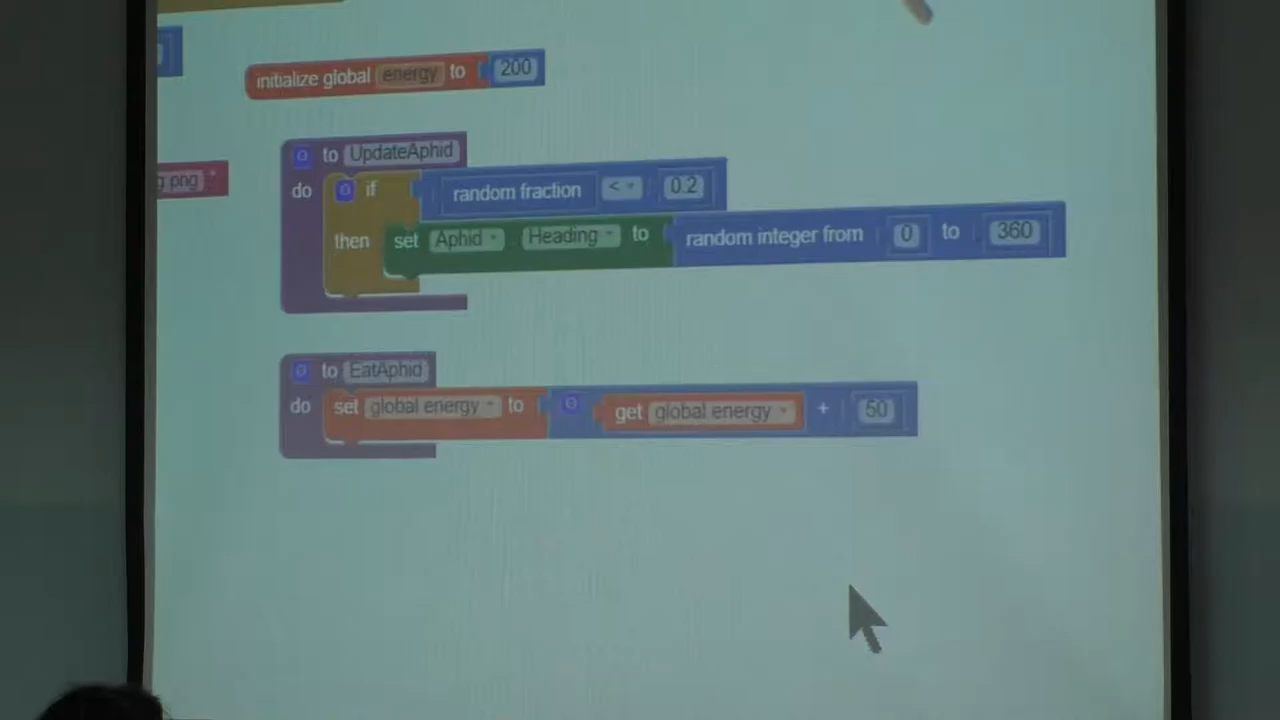 initialize global energy to 200
to UpdateAphid
do if random fraction < 0.2
g png
then set Aphid . Heading to random integer from 0 to 360
to EatAphid
do set global energy to get global energy + 50